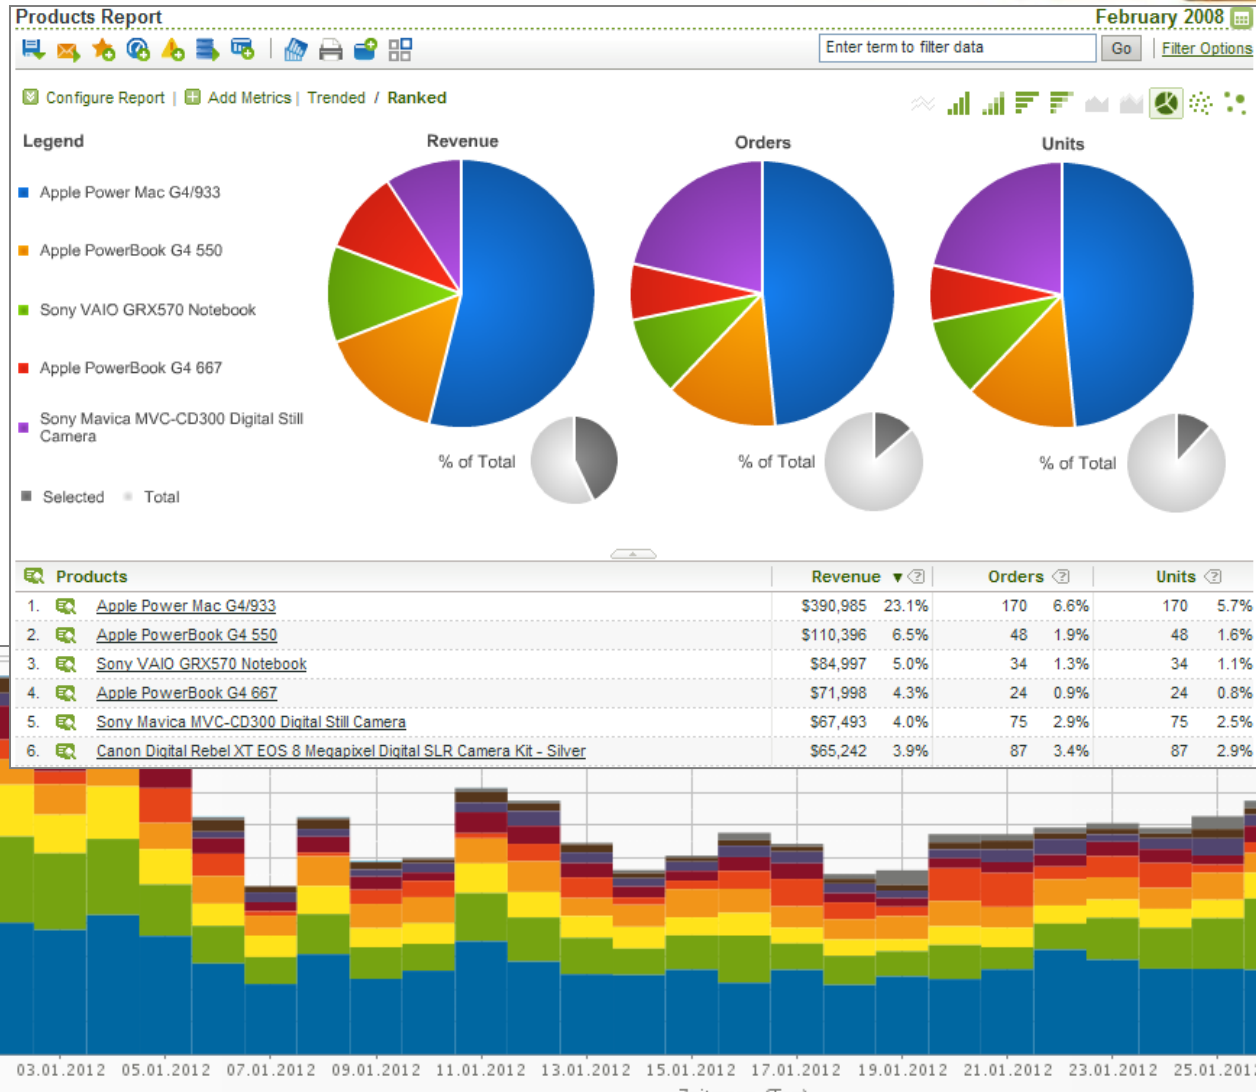 Products Report
February 2008
Enter term to filter data
Go
Filter Options
Configure Report | Add Metrics | Trended / Ranked
Legend
Revenue
Orders
Units
Apple Power Mac G4/933
Apple PowerBook G4 550
Sony VAIO GRX570 Notebook
Apple PowerBook G4 667
Sony Mavica MVC-CD300 Digital Still
Camera
% of Total
% of Total
% of Total
Selected Total
Products Revenue ▼ Orders Units
1. Apple Power Mac G4/933 $390,985 23.1% 170 6.6% 170 5.7%
2. Apple PowerBook G4 550 $110,396 6.5% 48 1.9% 48 1.6%
3. Sony VAIO GRX570 Notebook $84,997 5.0% 34 1.3% 34 1.1%
4. Apple PowerBook G4 667 $71,998 4.3% 24 0.9% 24 0.8%
5. Sony Mavica MVC-CD300 Digital Still Camera $67,493 4.0% 75 2.9% 75 2.5%
6. Canon Digital Rebel XT EOS 8 Megapixel Digital SLR Camera Kit - Silver $65,242 3.9% 87 3.4% 87 2.9%
03.01.2012 05.01.2012 07.01.2012 09.01.2012 11.01.2012 13.01.2012 15.01.2012 17.01.2012 19.01.2012 21.01.2012 23.01.2012 25.01.201